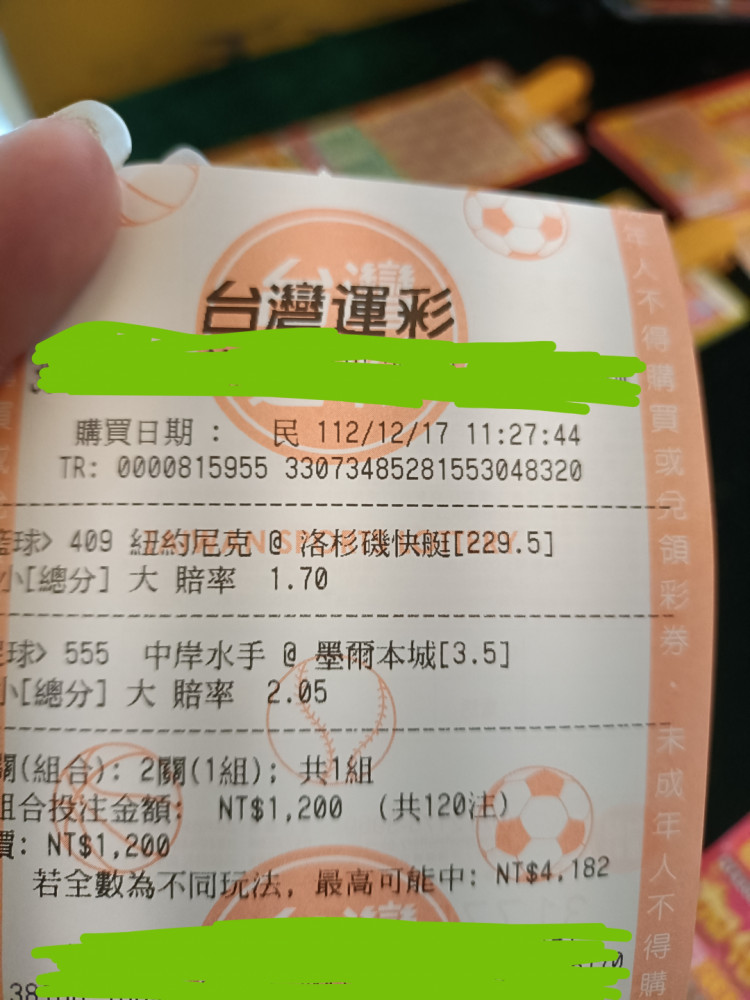 台灣運彩
購買日期： 民 112/12/17 11:27:44
TR: 0000815955 33073485281553048320
籃球> 409 紐約尼克 @ 洛杉磯快艇[229.5]
小[總分] 大 賠率 1.70
球> 555 中岸水手 @ 墨爾本城[3.5]
小[總分] 大 賠率 2.05
關(組合): 2關(1組); 共1組
組合投注金額: NT$1,200 (共120注)
價: NT$1,200
若全數為不同玩法, 最高可能中: NT$4,182
年人不得購買或兌領彩券、未成年人不得購